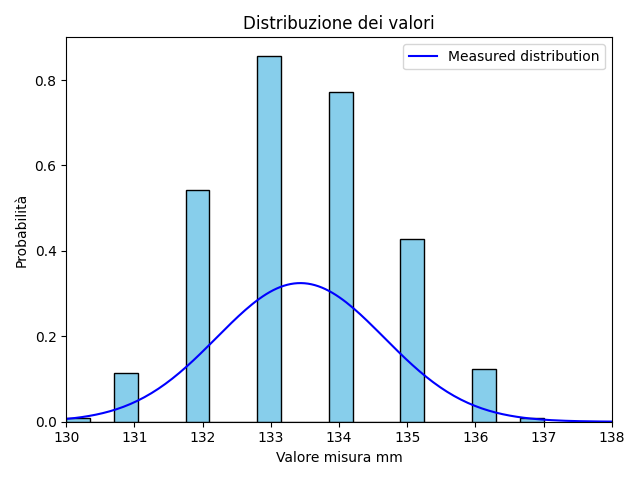 Distribuzione dei valori
Measured distribution
Probabilità
0.8
0.6
0.4
0.2
0.0
130 131 132 133 134 135 136 137 138
Valore misura mm